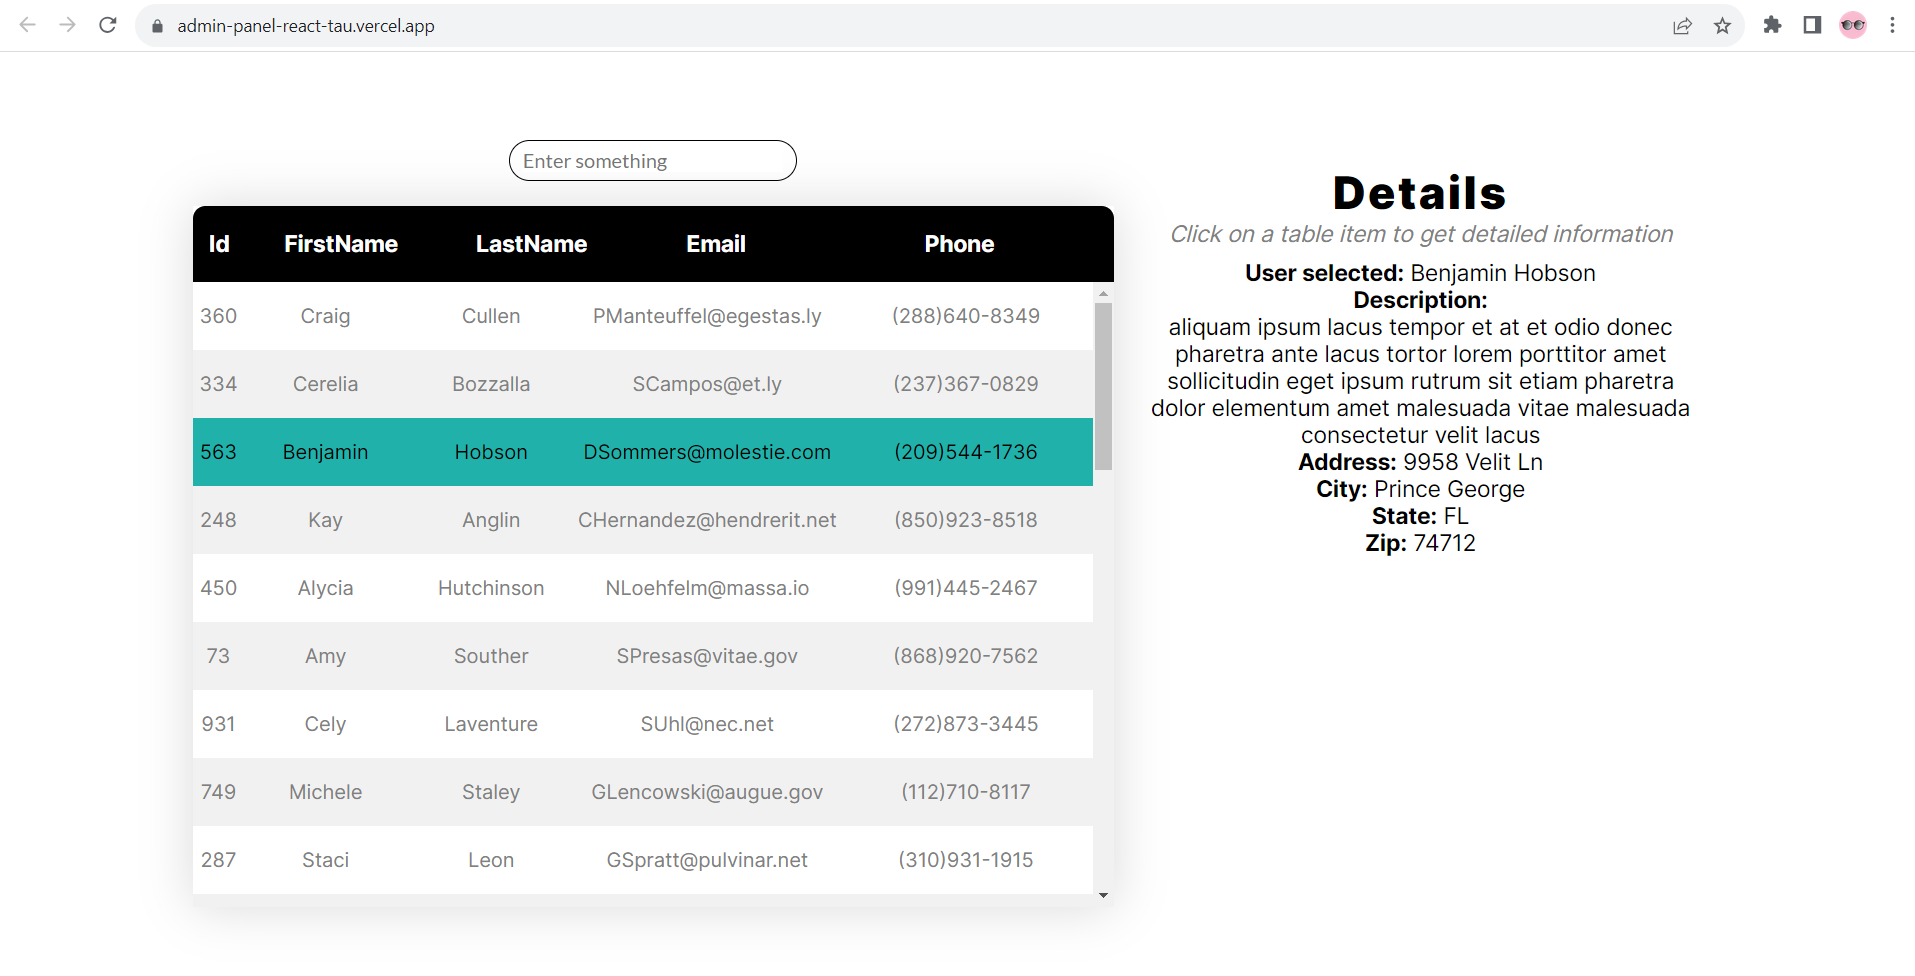 admin-panel-react-tau.vercel.app
Enter something
Id FirstName LastName Email Phone
360 Craig Cullen PManteuffel@egestas.ly (288)640-8349
334 Cerelia Bozzalla SCampos@et.ly (237)367-0829
563 Benjamin Hobson DSommers@molestie.com (209)544-1736
248 Kay Anglin CHernandez@hendrerit.net (850)923-8518
450 Alycia Hutchinson NLoehfelm@massa.io (991)445-2467
73 Amy Souther SPresas@vitae.gov (868)920-7562
931 Cely Laventure SUhl@nec.net (272)873-3445
749 Michele Staley GLencowski@augue.gov (112)710-8117
287 Staci Leon GSpratt@pulvinar.net (310)931-1915
Details
Click on a table item to get detailed information
User selected: Benjamin Hobson
Description:
aliquam ipsum lacus tempor et at et odio donec
pharetra ante lacus tortor lorem porttitor amet
sollicitudin eget ipsum rutrum sit etiam pharetra
dolor elementum amet malesuada vitae malesuada
consectetur velit lacus
Address: 9958 Velit Ln
City: Prince George
State: FL
Zip: 74712